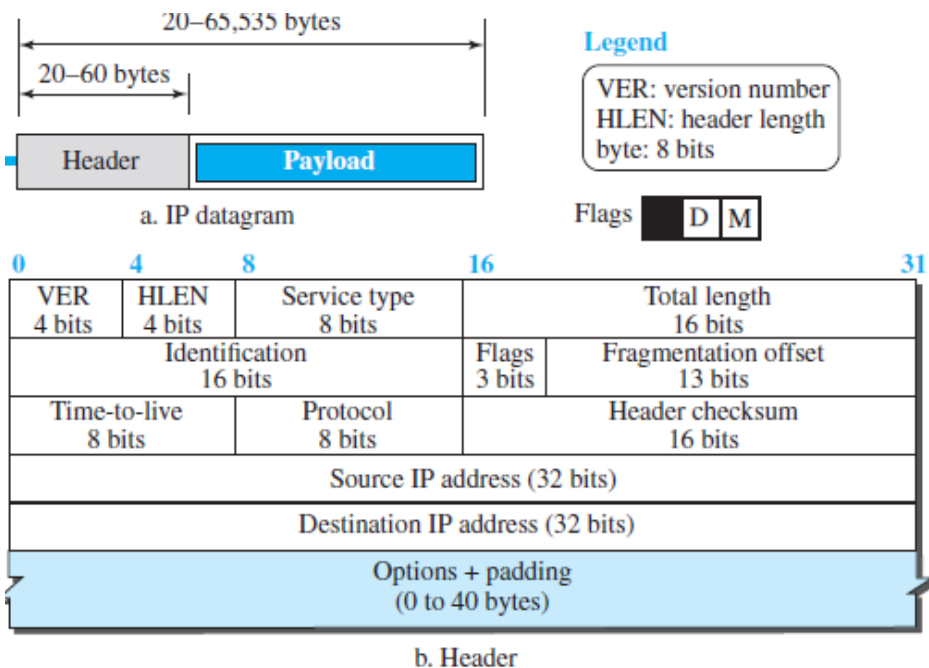 20–65,535 bytes
20–60 bytes
Header
Payload
a. IP datagram
Legend
VER: version number
HLEN: header length
byte: 8 bits
Flags D M
0 4 8 16 31
VER HLEN Service type Total length
4 bits 4 bits 8 bits 16 bits
Identification Flags Fragmentation offset
16 bits 3 bits 13 bits
Time-to-live Protocol Header checksum
8 bits 8 bits 16 bits
Source IP address (32 bits)
Destination IP address (32 bits)
Options + padding
(0 to 40 bytes)
b. Header